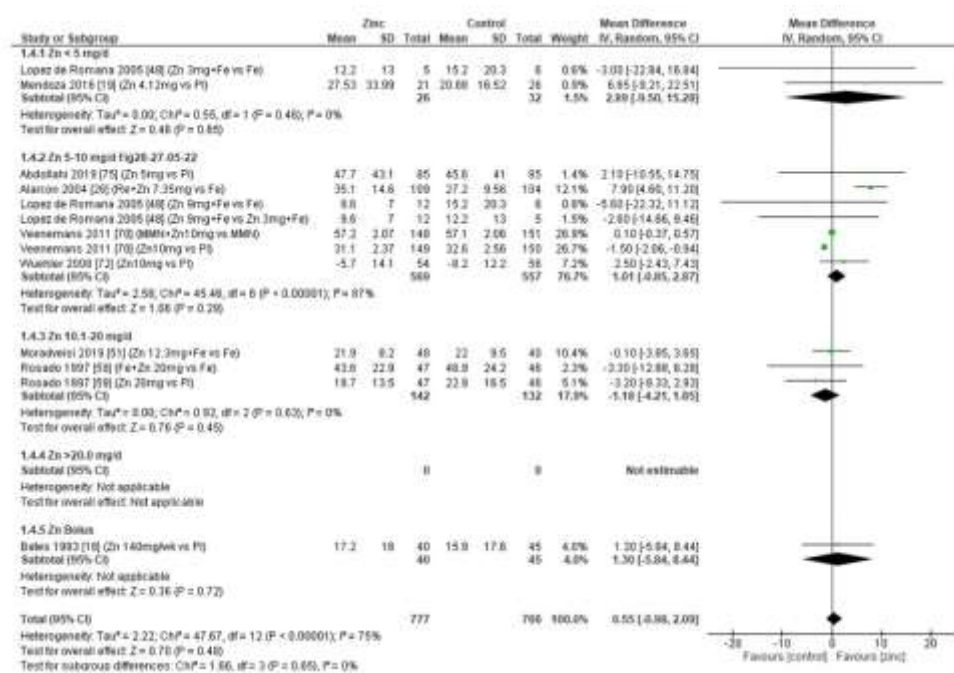 Zinc Control Mean Difference Mean Difference
Study or Subgroup Mean SD Total Mean SD Total Weight IV, Random, 95% CI IV, Random, 95% CI
1.4.1 Zn < 5 mg/d
Lopez de Romana 2005 [48] (Zn 3mg+Fe vs Fe) 12.2 13 5 15.2 20.3 6 0.6% -3.00 [-22.84, 16.84]
Mendoza 2016 [19] (Zn 4.12mg vs Pl) 27.53 33.99 21 20.88 16.52 26 0.9% 6.65 [-9.21, 22.51]
Subtotal (95% CI) 26 32 1.5% [-9.50, 15.28]
Heterogeneity: Tau² = 0.00; Chi² = 0.55, df = 1 (P = 0.46); I² = 0%
Test for overall effect: Z = 0.46 (P = 0.65)
1.4.2 Zn 5-10 mg/d Fig28-27.05-22
Abdollahi 2019 [75] (Zn 5mg vs Pl) 47.7 43.1 85 45.6 41 95 1.4% 2.10 [-10.55, 14.75]
Alarcon 2004 [26] (Fe+Zn 7.35mg vs Fe) 35.1 14.6 109 27.2 9.56 104 12.1% 7.90 [4.60, 11.20]
Lopez de Romana 2005 [48] (Zn 9mg+Fe vs Fe) 9.6 7 12 15.2 20.3 6 -5.60 [-22.32, 11.12]
Lopez de Romana 2005 [48] (Zn 9mg+Fe vs Zn 3mg+Fe) 9.6 7 12 12.2 13 5 1.5% -2.60 [-14.66, 9.46]
Veenemans 2011 [70] (MMN+Zn10mg vs MMN) 57.2 2.07 148 57.1 2.06 151 26.9% 0.10 [-0.37, 0.57]
Veenemans 2011 [70] (Zn10mg vs Pl) 31.1 2.37 149 32.6 2.56 150 26.7% -1.50 [-2.06, -0.94]
Wuehler 2008 [72] (Zn10mg vs Pl) -5.7 14.1 54 -8.2 12.2 56 7.2% 2.50 [-2.43, 7.43]
Subtotal (95% CI) 569 557 76.7% 1.01 [-0.85, 2.87]
Heterogeneity: Tau² = 2.58; Chi² = 45.46, df = 6 (P < 0.00001); I² = 87%
Test for overall effect: Z = 1.06 (P = 0.29)
1.4.3 Zn 10.1-20 mg/d
Moradveisi 2019 [51] (Zn 12.3mg+Fe vs Fe) 21.9 9.2 48 22 9.5 40 10.4% -0.10 [-3.85, 3.65]
Rosado 1997 [59] (Fe+Zn 20mg vs Fe) 43.6 22.9 47 46.9 24.2 46 -3.30 [-12.88, 6.28]
Rosado 1997 [59] (Zn 20mg vs Pl) 19.7 13.5 47 22.9 16.5 46 5.1% -3.20 [-9.33, 2.93]
Subtotal (95% CI) 142 132 17.9% -1.18 [-4.21, 1.85]
Heterogeneity: Tau² = 0.00; Chi² = 0.92, df = 2 (P = 0.63); I² = 0%
Test for overall effect: Z = 0.76 (P = 0.45)
1.4.4 Zn >20.0 mg/d
Subtotal (95% CI) 0 0 Not estimable
Heterogeneity: Not applicable
Test for overall effect: Not applicable
1.4.5 Zn Bolus
Bates 1993 [18] (Zn 140mg/wk vs Pl) 17.2 16 40 15.9 17.6 45 4.0% 1.30 [-5.84, 8.44]
Subtotal (95% CI) 40 45 4.0% 1.30 [-5.84, 8.44]
Heterogeneity: Not applicable
Test for overall effect: Z = 0.36 (P = 0.72)
Total (95% CI) 777 766 100.0% 0.55 [-0.98, 2.09]
Heterogeneity: Tau² = 2.22; Chi² = 47.67, df = 12 (P < 0.00001); I² = 75%
Test for overall effect: Z = 0.70 (P = 0.48)
Test for subgroup differences: Chi² = 1.66, df = 3 (P = 0.65), I² = 0%
-20 -10 0 10 20
Favours [control] Favours [zinc]